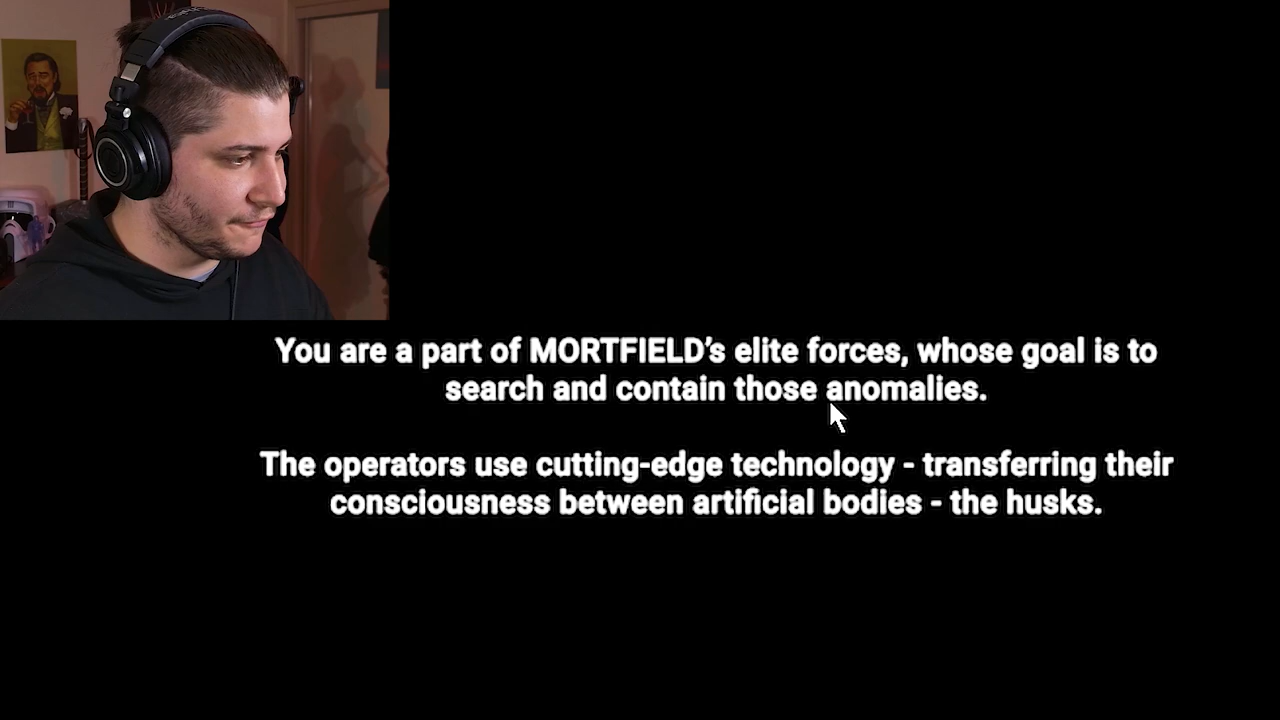 You are a part of MORTFIELD’s elite forces, whose goal is to
search and contain those anomalies.
The operators use cutting-edge technology - transferring their
consciousness between artificial bodies - the husks.